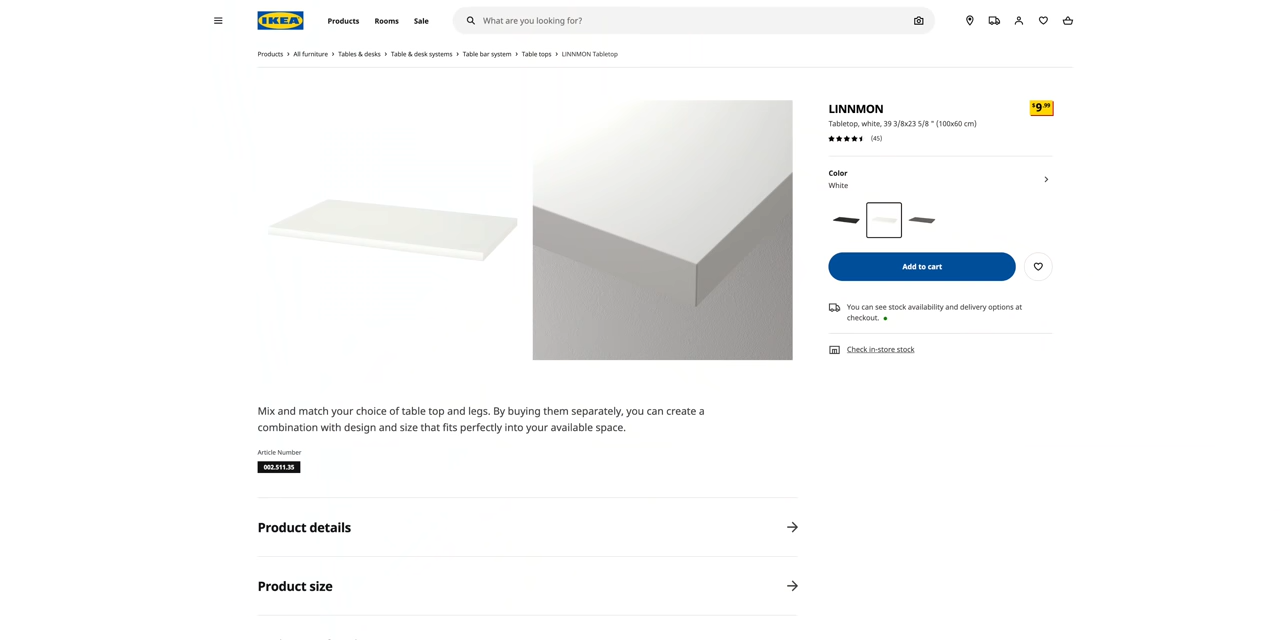 IKEA
Products Rooms Sale
What are you looking for?
Products > All furniture > Tables & desks > Table & desk systems > Table bar system > Table tops > LINNMON Tabletop
LINNMON
$9.99
Tabletop, white, 39 3/8x23 5/8 " (100x60 cm)
(45)
Color
White
Add to cart
You can see stock availability and delivery options at
checkout.
Check in-store stock
Mix and match your choice of table top and legs. By buying them separately, you can create a
combination with design and size that fits perfectly into your available space.
Article Number
002.511.35
Product details
Product size